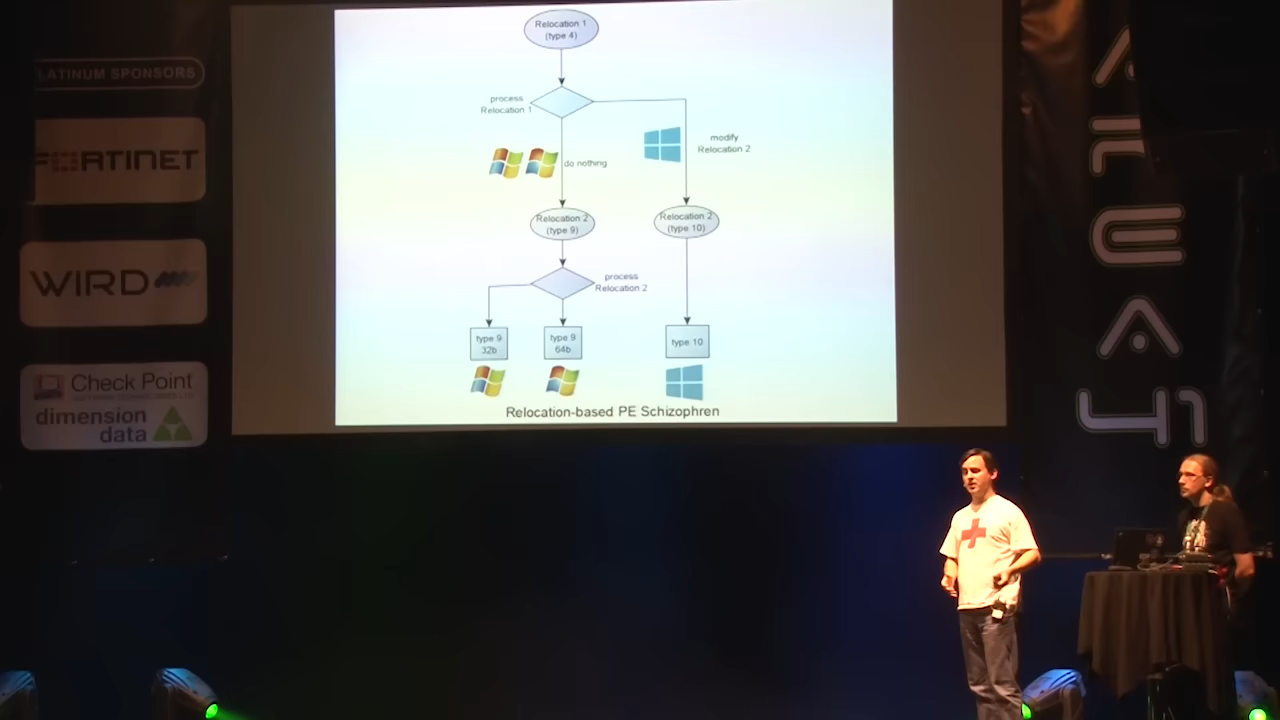 LATINUM SPONSORS
FORTINET
WIRD
Check Point
dimension
data
Relocation 1
(type 4)
process
Relocation 1
do nothing
modify
Relocation 2
Relocation 2
(type 9)
Relocation 2
(type 10)
process
Relocation 2
type 9
32b
type 9
64b
type 10
Relocation-based PE Schizophren
AREA
41